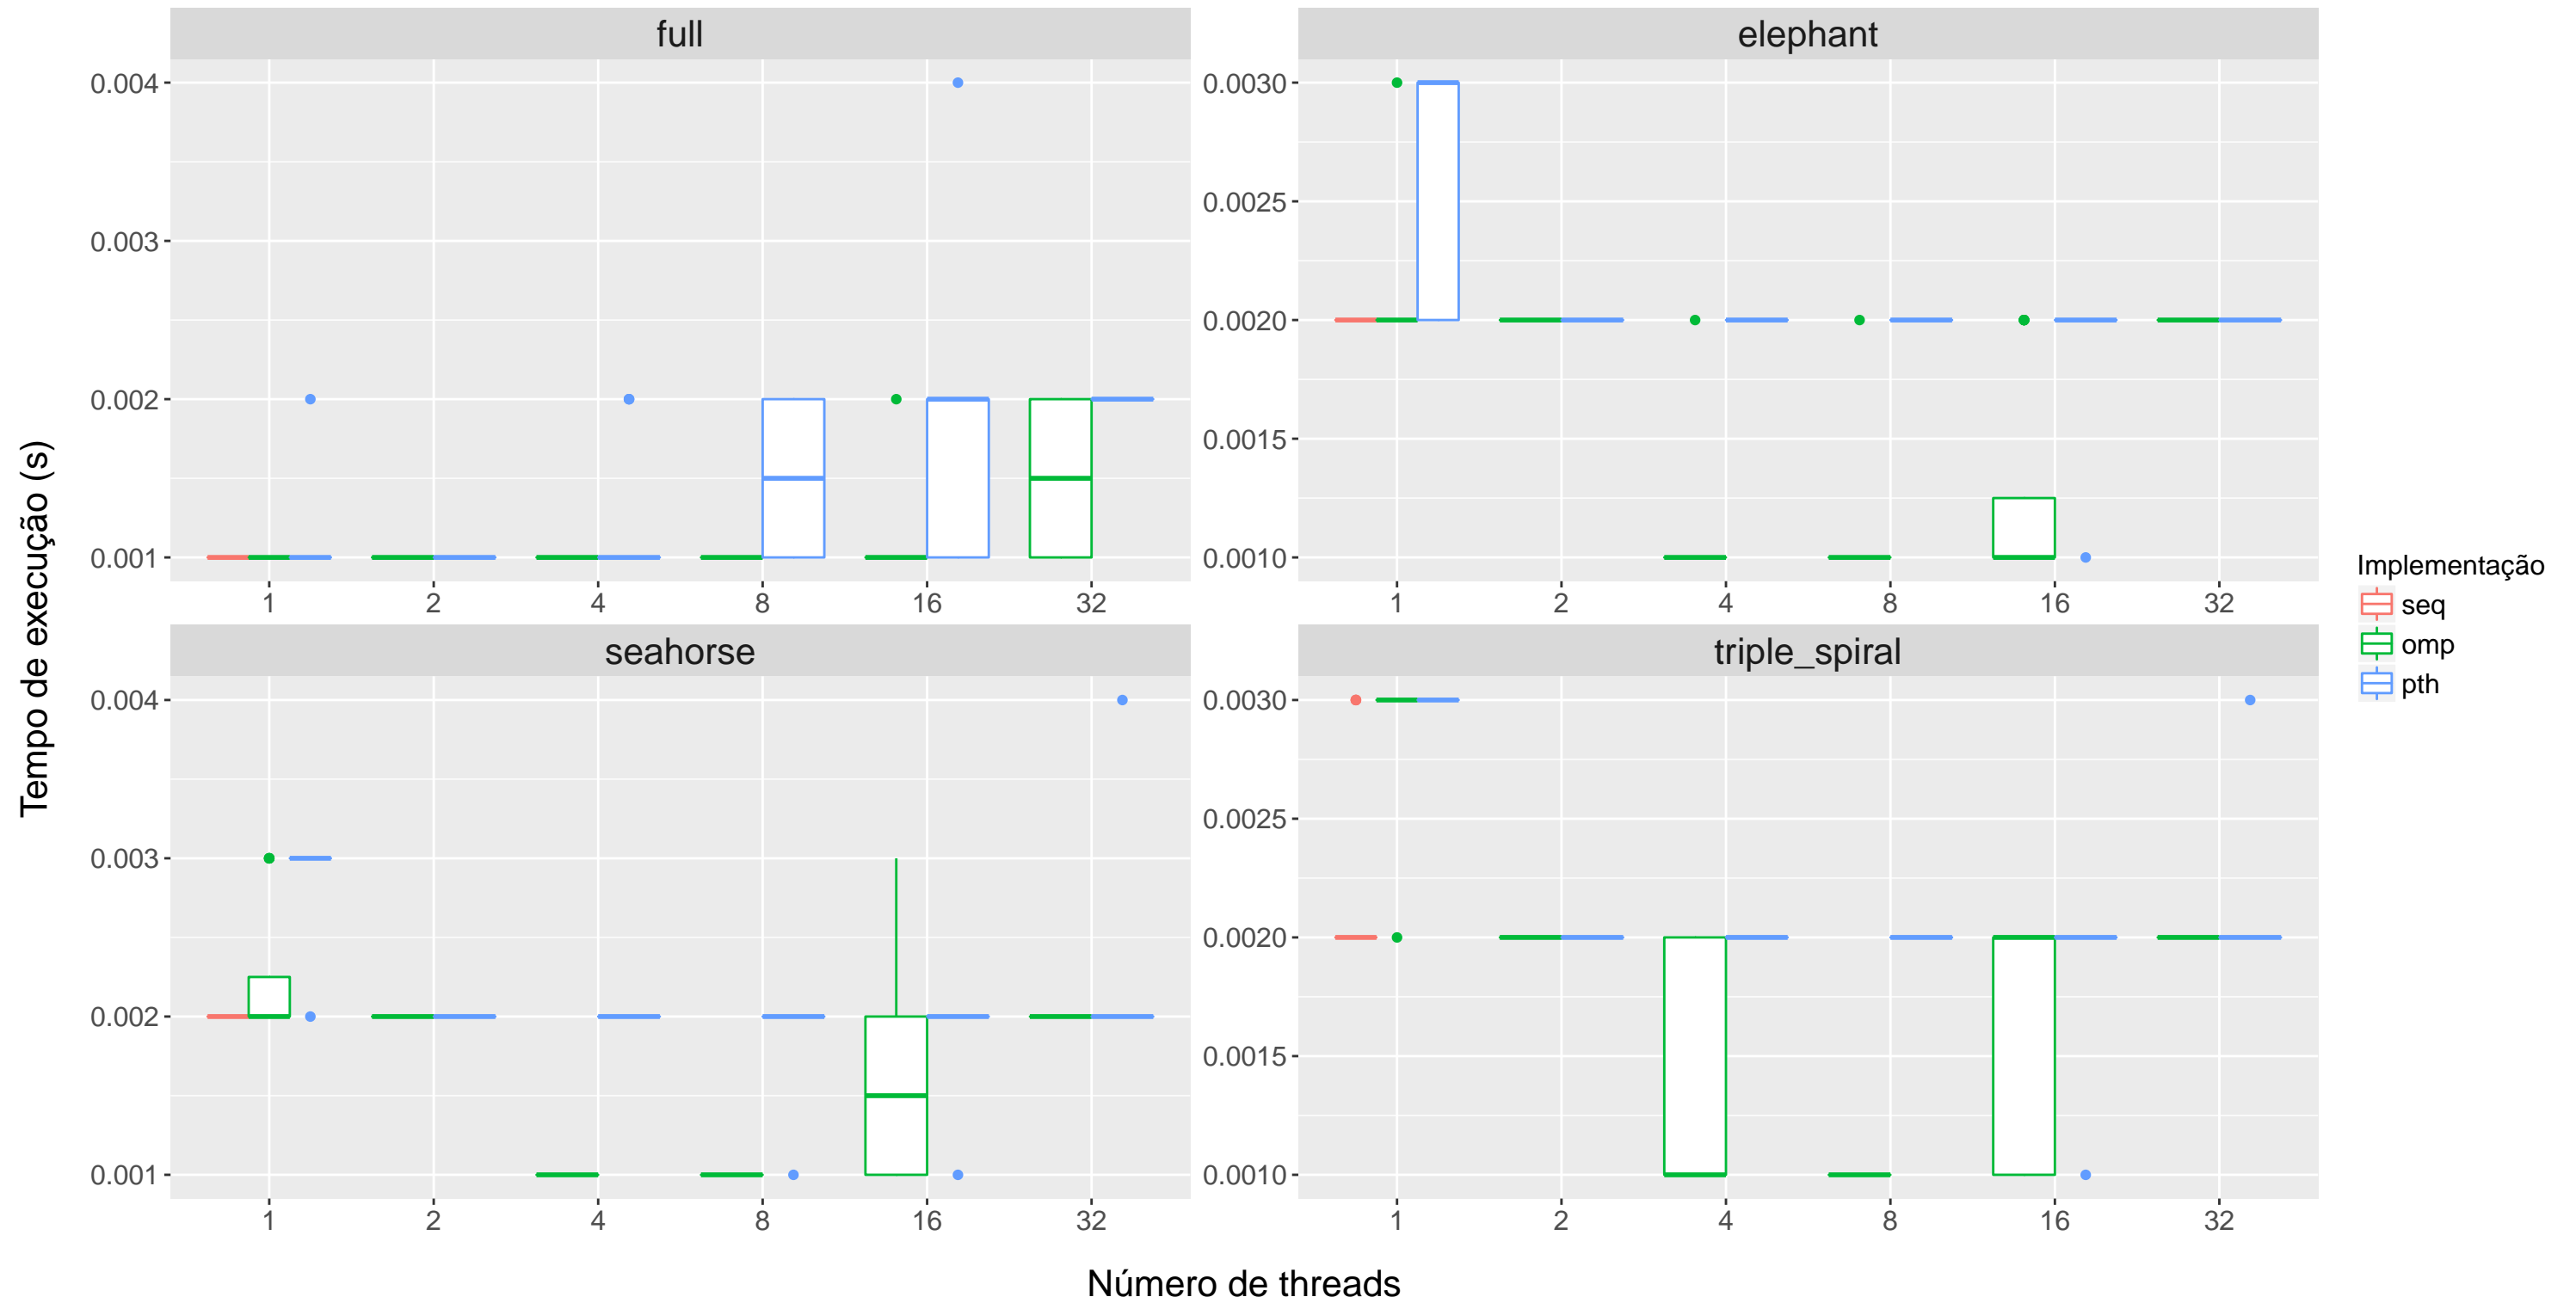 full
elephant
0.004
0.003
0.002
0.001
0.0030
0.0025
0.0020
0.0015
0.0010
1 2 4 8 16 32
1 2 4 8 16 32
seahorse
triple_spiral
0.004
0.003
0.002
0.001
0.0030
0.0025
0.0020
0.0015
0.0010
1 2 4 8 16 32
1 2 4 8 16 32
Tempo de execução (s)
Número de threads
Implementação
seq
omp
pth